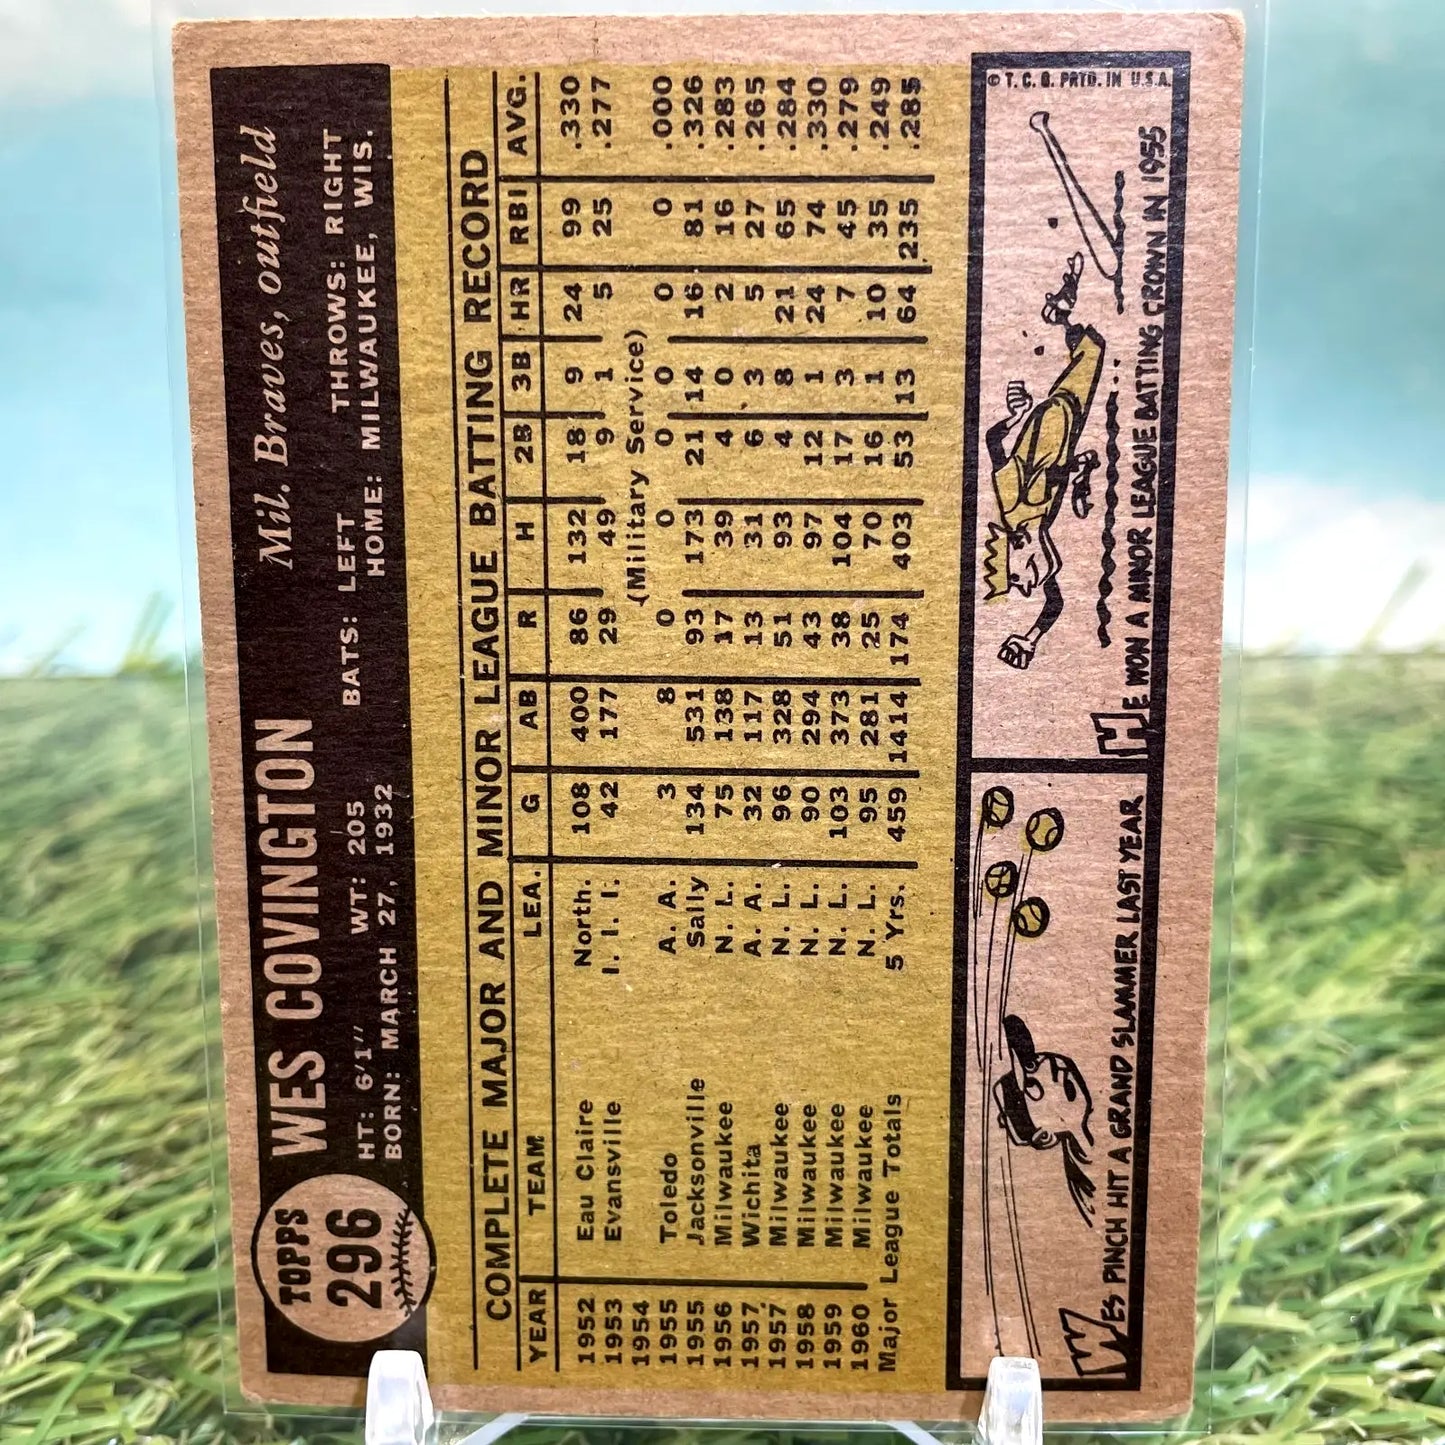 TOPPS
296
WES COVINGTON Mil. Braves, outfield
HT: 6'1" WT: 205 BATS: LEFT THROWS: RIGHT
BORN: MARCH 27, 1932 HOME: MILWAUKEE, WIS.
COMPLETE MAJOR AND MINOR LEAGUE BATTING RECORD
YEAR TEAM LEA. G AB R H 2B 3B HR RBI AVG.
1952 Eau Claire North. 108 400 86 132 18 9 24 99 .330
1953 Evansville I. I. I. 42 177 29 49 9 1 5 25 .277
1954 (Military Service)
1955 Toledo A. A. 3 8 0 0 0 0 0 0 .000
1955 Jacksonville Sally 134 531 93 173 21 14 16 81 .326
1956 Milwaukee N. L. 75 138 17 39 4 0 2 16 .283
1957 Wichita A. A. 32 117 13 31 6 3 5 27 .265
1957 Milwaukee N. L. 96 328 51 93 4 8 21 65 .284
1958 Milwaukee N. L. 90 294 43 97 12 1 24 74 .330
1959 Milwaukee N. L. 103 373 38 104 17 3 7 45 .279
1960 Milwaukee N. L. 95 281 25 70 16 1 10 35 .249
Major League Totals 5 Yrs. 459 1414 174 403 53 13 64 235 .285
© T. C. G. PRTD. IN U.S.A.
WES PINCH HIT A GRAND SLAMMER LAST YEAR
HE WON A MINOR LEAGUE BATTING CROWN IN 1955